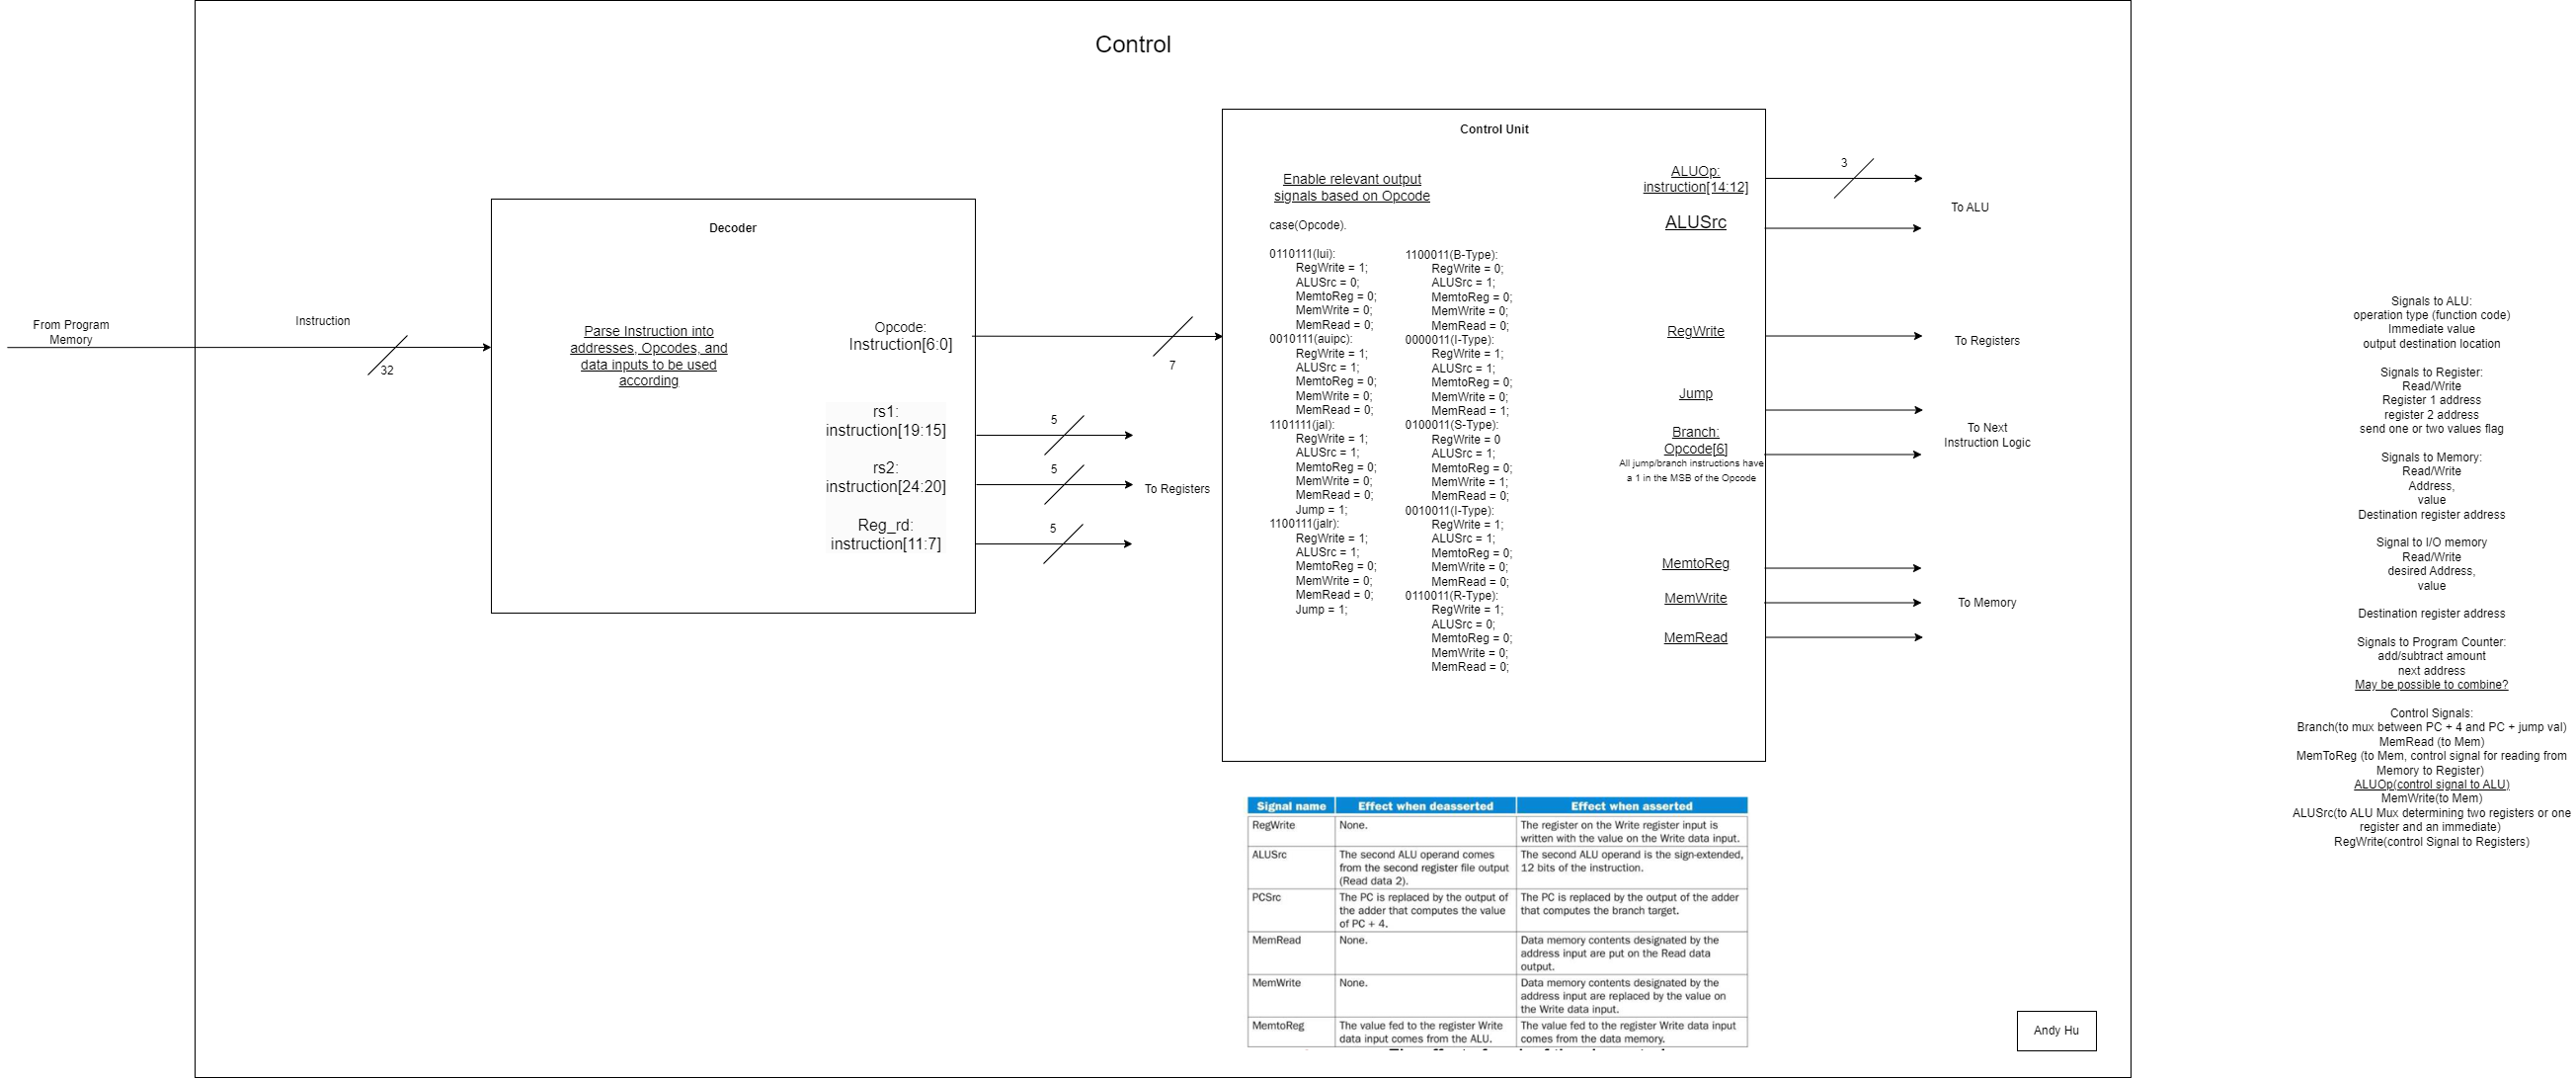 Control
From Program
Memory
Instruction
32
Decoder
Parse Instruction into
addresses, Opcodes, and
data inputs to be used
according
Opcode:
Instruction[6:0]
rs1:
instruction[19:15]
rs2:
instruction[24:20]
Reg_rd:
instruction[11:7]
7
5
5
5
To Registers
Control Unit
Enable relevant output
signals based on Opcode
case(Opcode).
0110111(lui):
RegWrite = 1;
ALUSrc = 0;
MemtoReg = 0;
MemWrite = 0;
MemRead = 0;
0010111(auipc):
RegWrite = 1;
ALUSrc = 1;
MemtoReg = 0;
MemWrite = 0;
MemRead = 0;
1101111(jal):
RegWrite = 1;
ALUSrc = 1;
MemtoReg = 0;
MemWrite = 0;
MemRead = 0;
Jump = 1;
1100111(jalr):
RegWrite = 1;
ALUSrc = 1;
MemtoReg = 0;
MemWrite = 0;
MemRead = 0;
Jump = 1;
1100011(B-Type):
RegWrite = 0;
ALUSrc = 1;
MemtoReg = 0;
MemWrite = 0;
MemRead = 0;
0000011(I-Type):
RegWrite = 1;
ALUSrc = 1;
MemtoReg = 0;
MemWrite = 0;
MemRead = 1;
0100011(S-Type):
RegWrite = 0
ALUSrc = 1;
MemtoReg = 0;
MemWrite = 1;
MemRead = 0;
0010011(I-Type):
RegWrite = 1;
ALUSrc = 1;
MemtoReg = 0;
MemWrite = 0;
MemRead = 0;
0110011(R-Type):
RegWrite = 1;
ALUSrc = 0;
MemtoReg = 0;
MemWrite = 0;
MemRead = 0;
ALUOp:
instruction[14:12]
ALUSrc
RegWrite
Jump
Branch:
Opcode[6]
All jump/branch instructions have
a 1 in the MSB of the Opcode
MemtoReg
MemWrite
MemRead
3
To ALU
To Registers
To Next
Instruction Logic
To Memory
Signal name Effect when deasserted Effect when asserted
RegWrite None. The register on the Write register input is
written with the value on the Write data input.
ALUSrc The second ALU operand comes The second ALU operand is the sign-extended,
from the second register file output 12 bits of the instruction.
(Read data 2).
PCSrc The PC is replaced by the output of The PC is replaced by the output of the adder
the adder that computes the value that computes the branch target.
of PC + 4.
MemRead None. Data memory contents designated by the
address input are put on the Read data
output.
MemWrite None. Data memory contents designated by the
address input are replaced by the value on
the Write data input.
MemtoReg The value fed to the register Write The value fed to the register Write data input
data input comes from the ALU. comes from the data memory.
Andy Hu
Signals to ALU:
operation type (function code)
Immediate value
output destination location
Signals to Register:
Read/Write
Register 1 address
register 2 address
send one or two values flag
Signals to Memory:
Read/Write
Address,
value
Destination register address
Signal to I/O memory
Read/Write
desired Address,
value
Destination register address
Signals to Program Counter:
add/subtract amount
next address
May be possible to combine?
Control Signals:
Branch(to mux between PC + 4 and PC + jump val)
MemRead (to Mem)
MemToReg (to Mem, control signal for reading from
Memory to Register)
ALUOp(control signal to ALU)
MemWrite(to Mem)
ALUSrc(to ALU Mux determining two registers or one
register and an immediate)
RegWrite(control Signal to Registers)